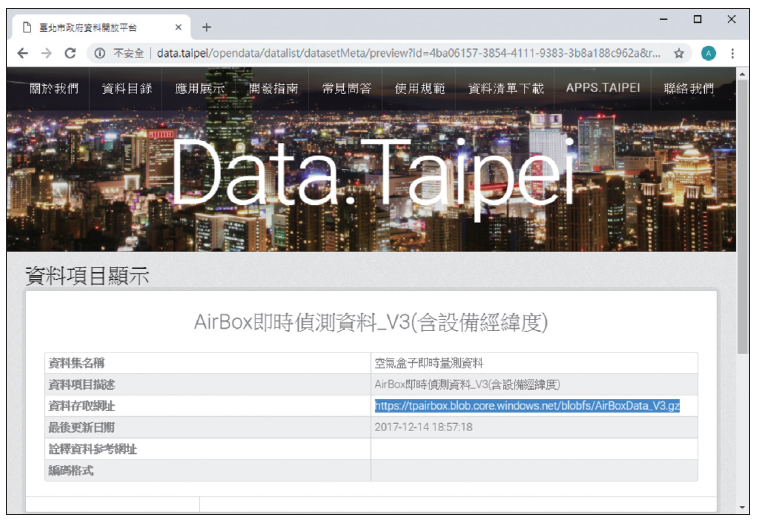 臺北市政府資料開放平台
不安全 | data.taipei/opendata/datalist/datasetMeta/preview?id=4ba06157-3854-4111-9383-3b8a188c962a&r...
A
關於我們 資料目錄 應用展示 開發指南 常見問答 使用規範 資料清單下載 APPS.TAIPEI 聯絡我們
Data.Taipei
資料項目顯示
AirBox即時偵測資料_V3(含設備經緯度)
資料集名稱 空氣盒子即時量測資料
資料項目描述 AirBox即時偵測資料_V3(含設備經緯度)
資料存取網址 https://tpairbox.blob.core.windows.net/blobfs/AirBoxData_V3.gz
最後更新日期 2017-12-14 18:57:18
詮釋資料參考網址
編碼格式